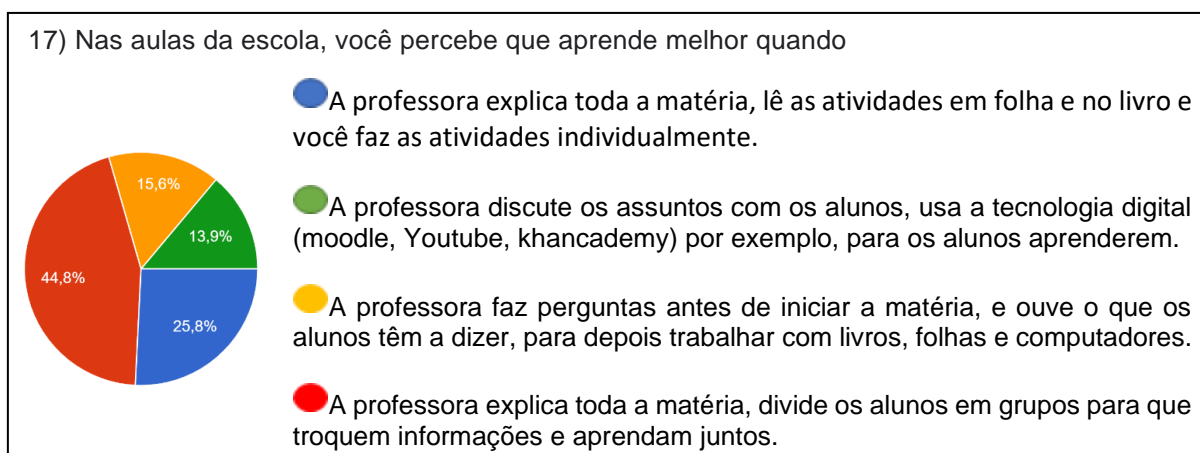 17) Nas aulas da escola, você percebe que aprende melhor quando
A professora explica toda a matéria, lê as atividades em folha e no livro e
você faz as atividades individualmente.
15,6%
13,9%
44,8%
25,8%
A professora discute os assuntos com os alunos, usa a tecnologia digital
(moodle, Youtube, khancademy) por exemplo, para os alunos aprenderem.
A professora faz perguntas antes de iniciar a matéria, e ouve o que os
alunos têm a dizer, para depois trabalhar com livros, folhas e computadores.
A professora explica toda a matéria, divide os alunos em grupos para que
troquem informações e aprendam juntos.